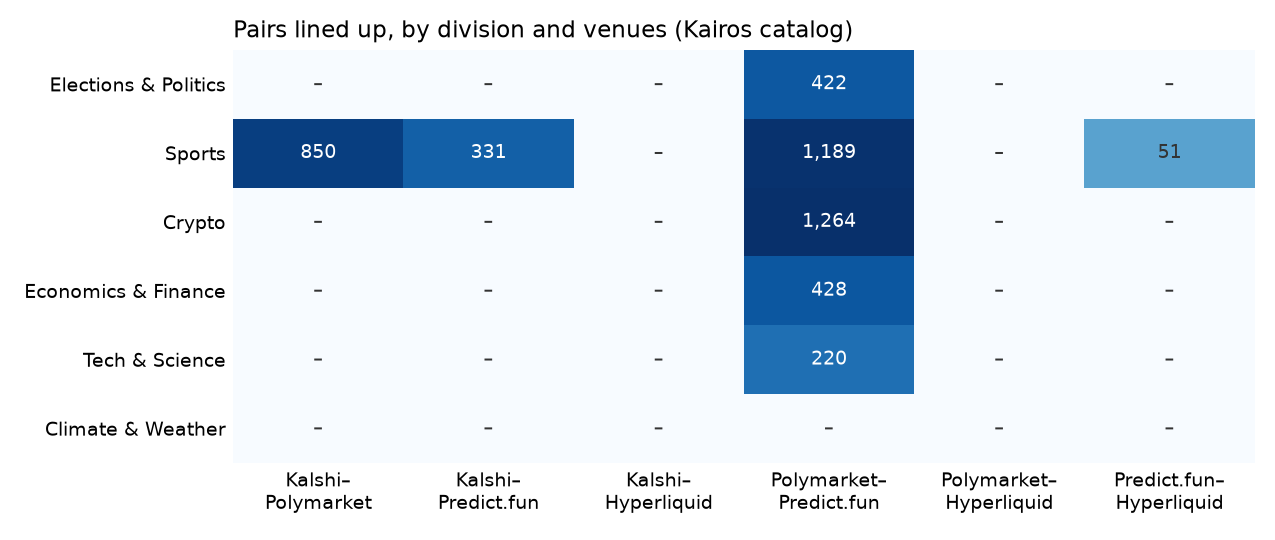 Pairs lined up, by division and venues (Kairos catalog)
Elections & Politics – – – 422 – –
Sports 850 331 – 1,189 – 51
Crypto – – – 1,264 – –
Economics & Finance – – – 428 – –
Tech & Science – – – 220 – –
Climate & Weather – – – – – –
Kalshi– Kalshi– Kalshi– Polymarket– Polymarket– Predict.fun–
Polymarket Predict.fun Hyperliquid Predict.fun Hyperliquid Hyperliquid